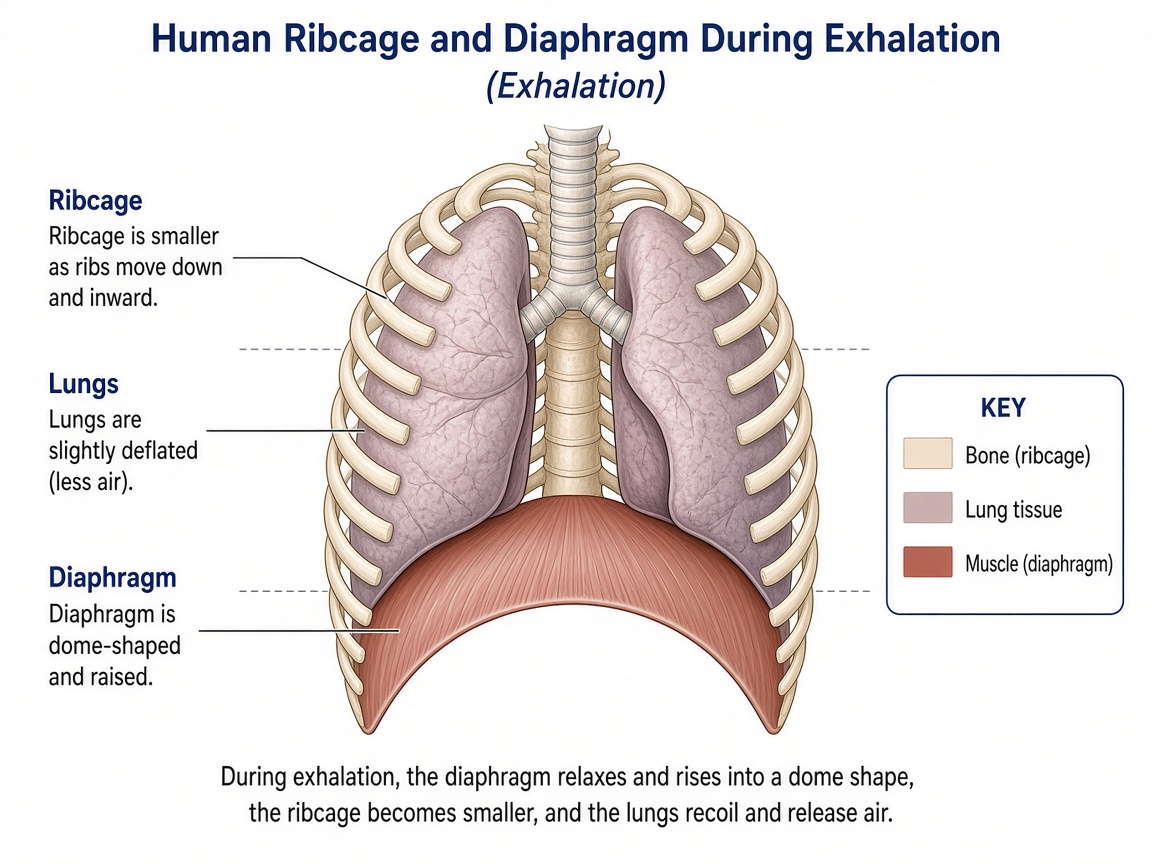 Human Ribcage and Diaphragm During Exhalation
(Exhalation)
Ribcage
Ribcage is smaller
as ribs move down
and inward.
Lungs
Lungs are
slightly deflated
(less air).
Diaphragm
Diaphragm is
dome-shaped
and raised.
KEY
Bone (ribcage)
Lung tissue
Muscle (diaphragm)
During exhalation, the diaphragm relaxes and rises into a dome shape,
the ribcage becomes smaller, and the lungs recoil and release air.